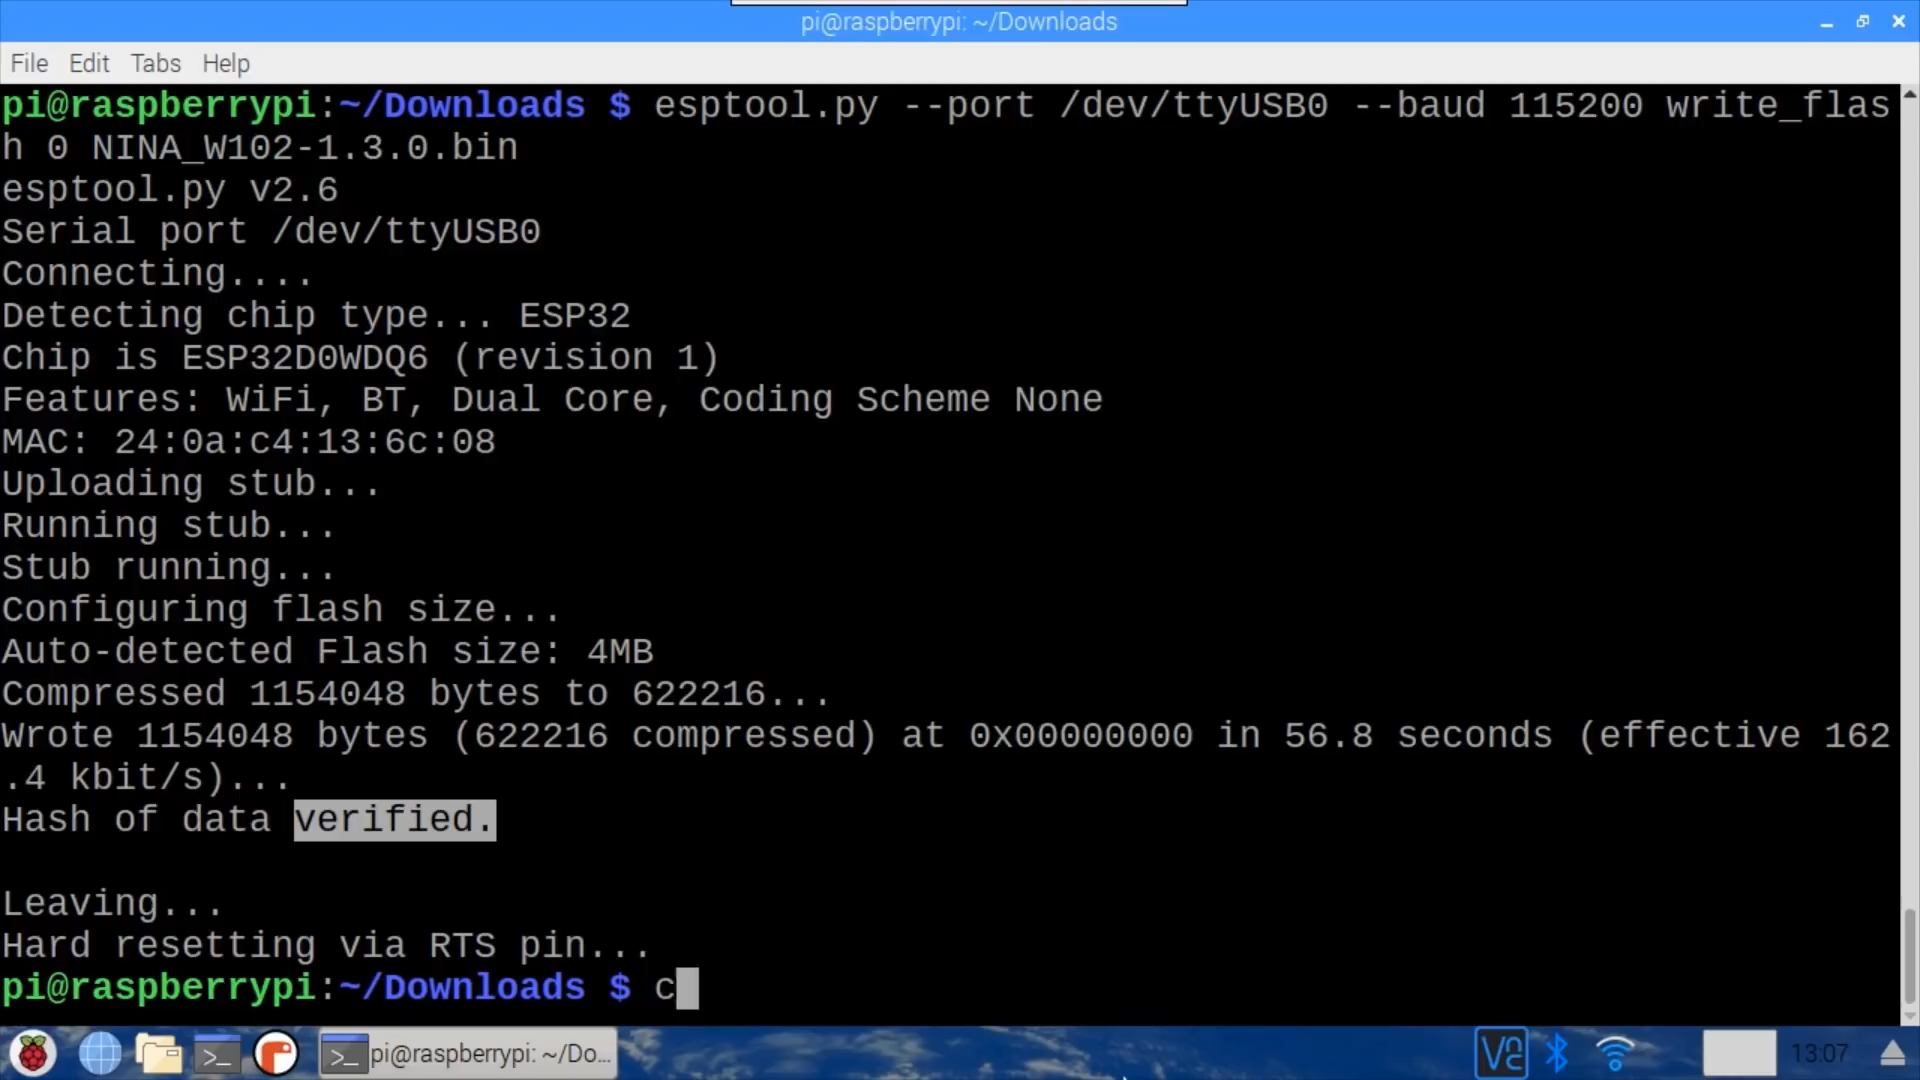 pi@raspberrypi: ~/Downloads
File Edit Tabs Help
pi@raspberrypi:~/Downloads $ esptool.py --port /dev/ttyUSB0 --baud 115200 write_flas
h 0 NINA_W102-1.3.0.bin
esptool.py v2.6
Serial port /dev/ttyUSB0
Connecting....
Detecting chip type... ESP32
Chip is ESP32D0WDQ6 (revision 1)
Features: WiFi, BT, Dual Core, Coding Scheme None
MAC: 24:0a:c4:13:6c:08
Uploading stub...
Running stub...
Stub running...
Configuring flash size...
Auto-detected Flash size: 4MB
Compressed 1154048 bytes to 622216...
Wrote 1154048 bytes (622216 compressed) at 0x00000000 in 56.8 seconds (effective 162
.4 kbit/s)...
Hash of data verified.
Leaving...
Hard resetting via RTS pin...
pi@raspberrypi:~/Downloads $ c
pi@raspberrypi: ~/Do...
13:07